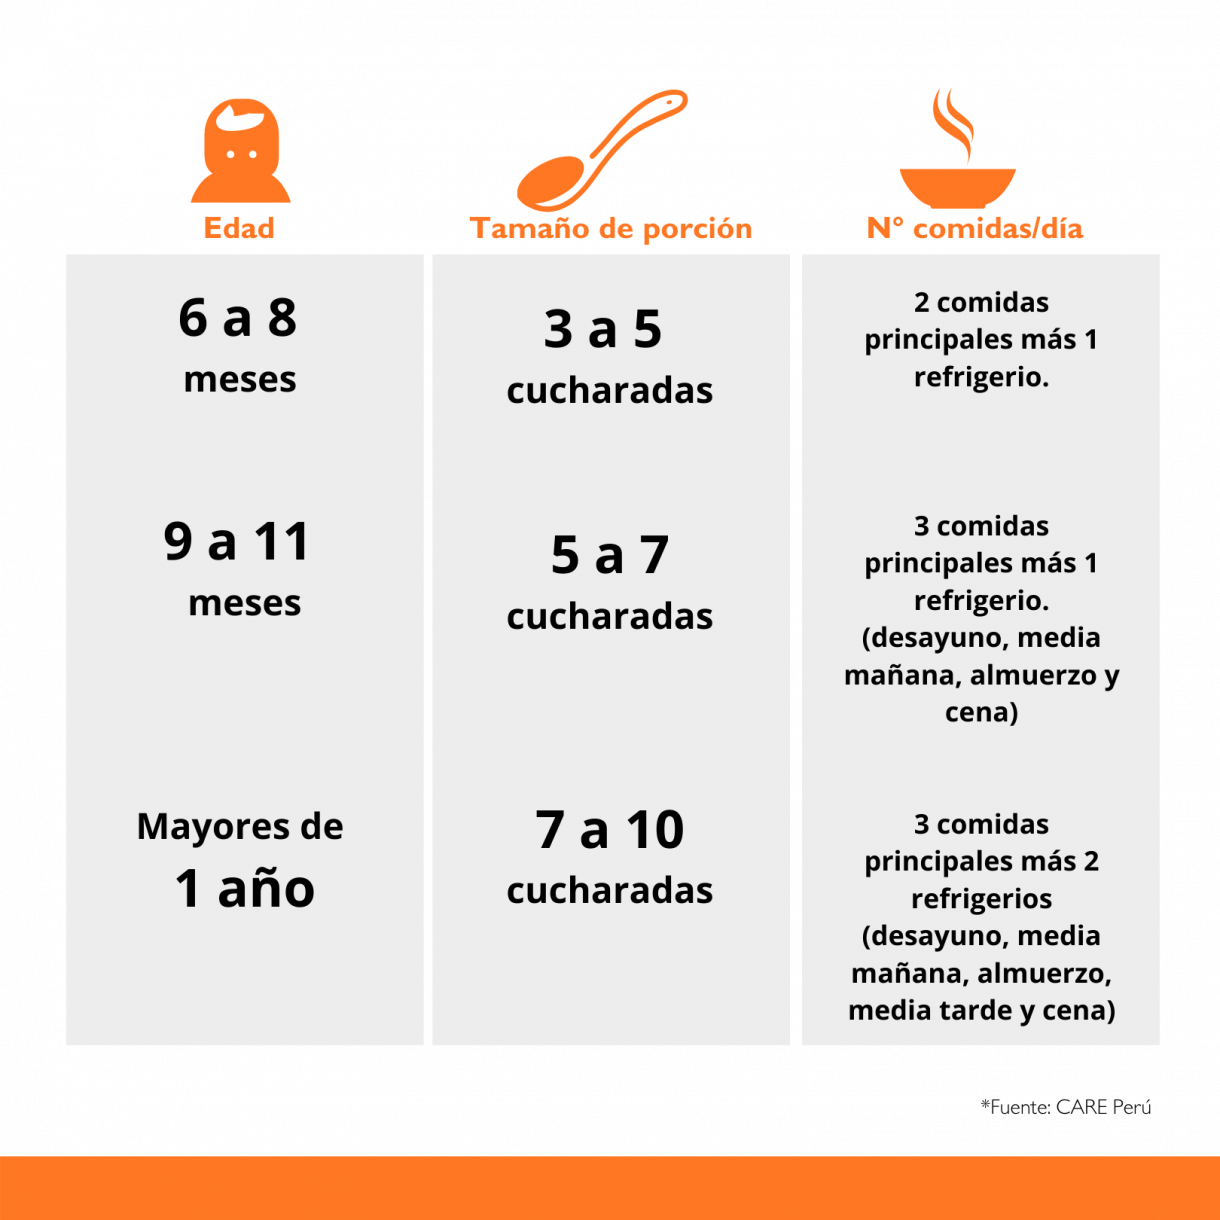 Edad
Tamaño de porción
N° comidas/día
6 a 8
meses
3 a 5
cucharadas
2 comidas
principales más 1
refrigerio.
9 a 11
meses
5 a 7
cucharadas
3 comidas
principales más 1
refrigerio.
(desayuno, media
mañana, almuerzo y
cena)
Mayores de
1 año
7 a 10
cucharadas
3 comidas
principales más 2
refrigerios
(desayuno, media
mañana, almuerzo,
media tarde y cena)
*Fuente: CARE Perú